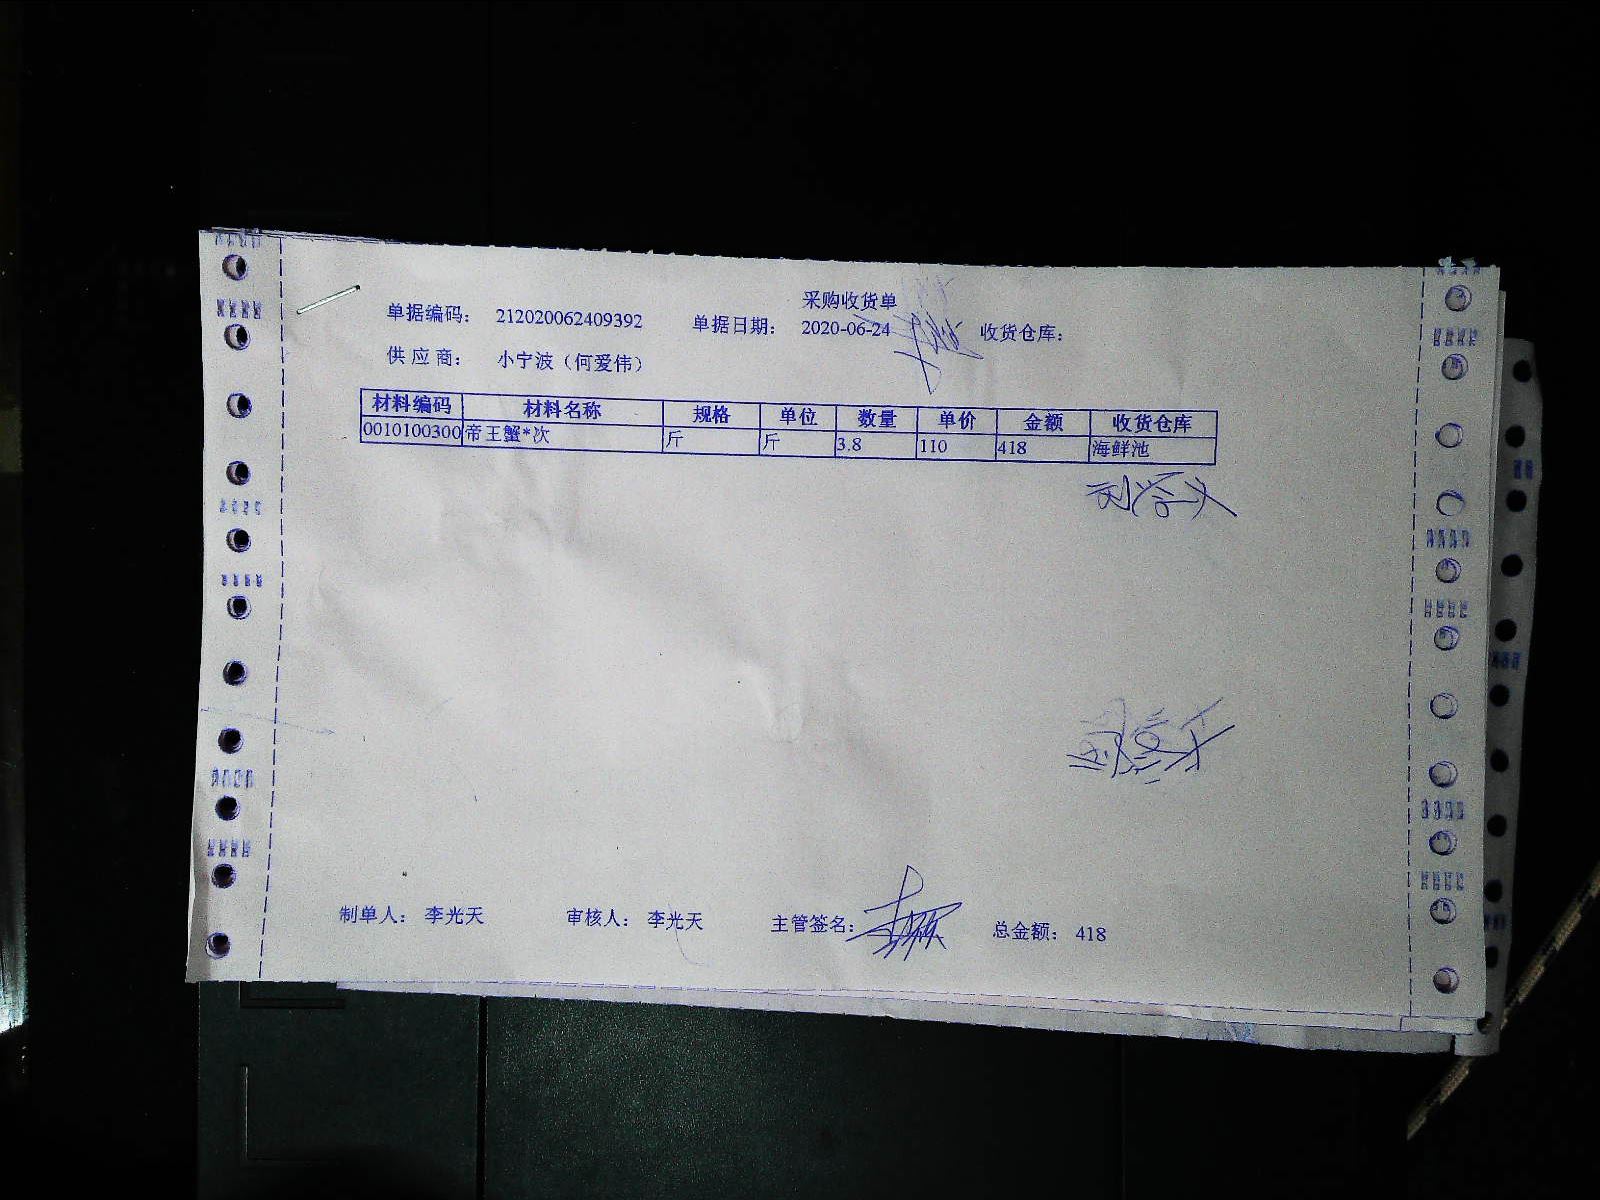 采购收货单
单据编码： 212020062409392 单据日期： 2020-06-24 收货仓库：
供应商： 小宁波（何爱伟）
材料编码 材料名称 规格 单位 数量 单价 金额 收货仓库
0010100300 帝王蟹*次 斤 斤 3.8 110 418 海鲜池
制单人： 李光天 审核人： 李光天 主管签名： 总金额： 418